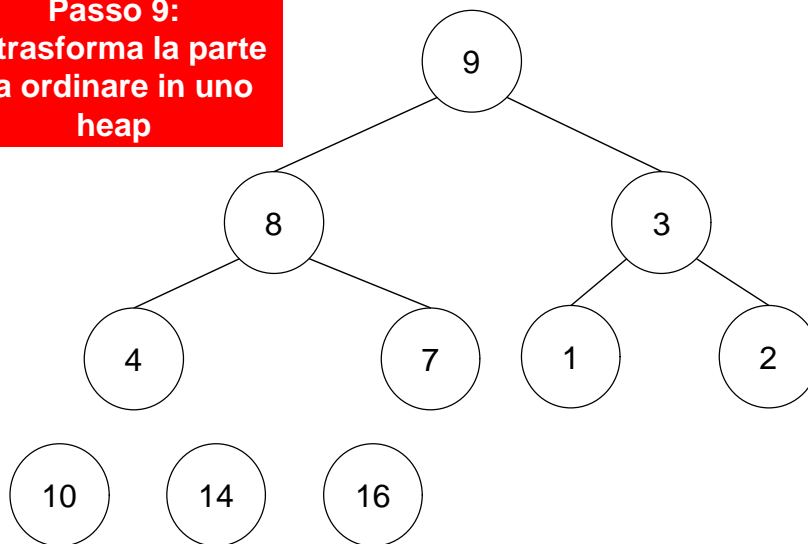 Passo 9:
trasforma la parte
a ordinare in uno
heap
9
8 3
4 7 1 2
10 14 16